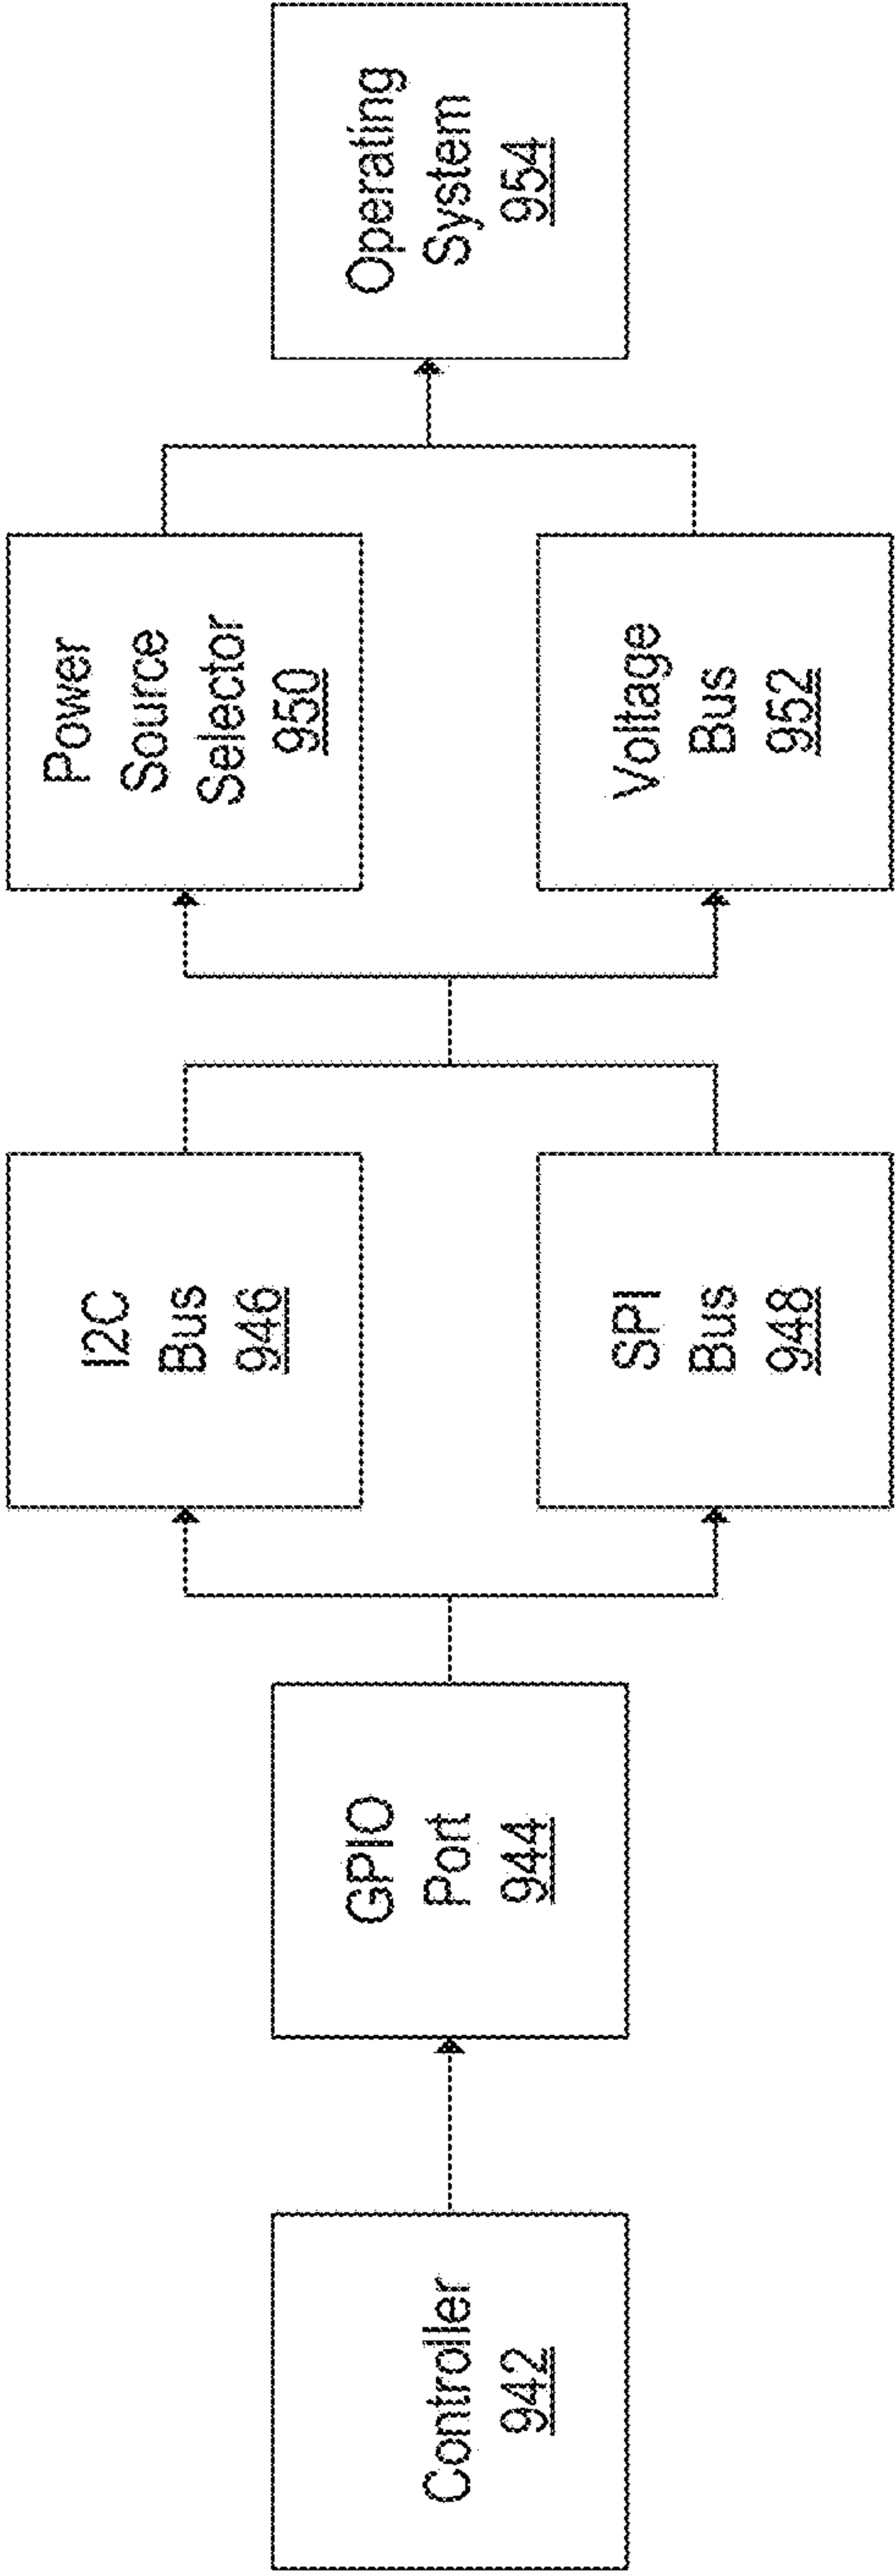 Controller
942
GPIO
Port
944
I2C
Bus
946
SPI
Bus
948
Power
Source
Selector
950
Voltage
Bus
952
Operating
System
954